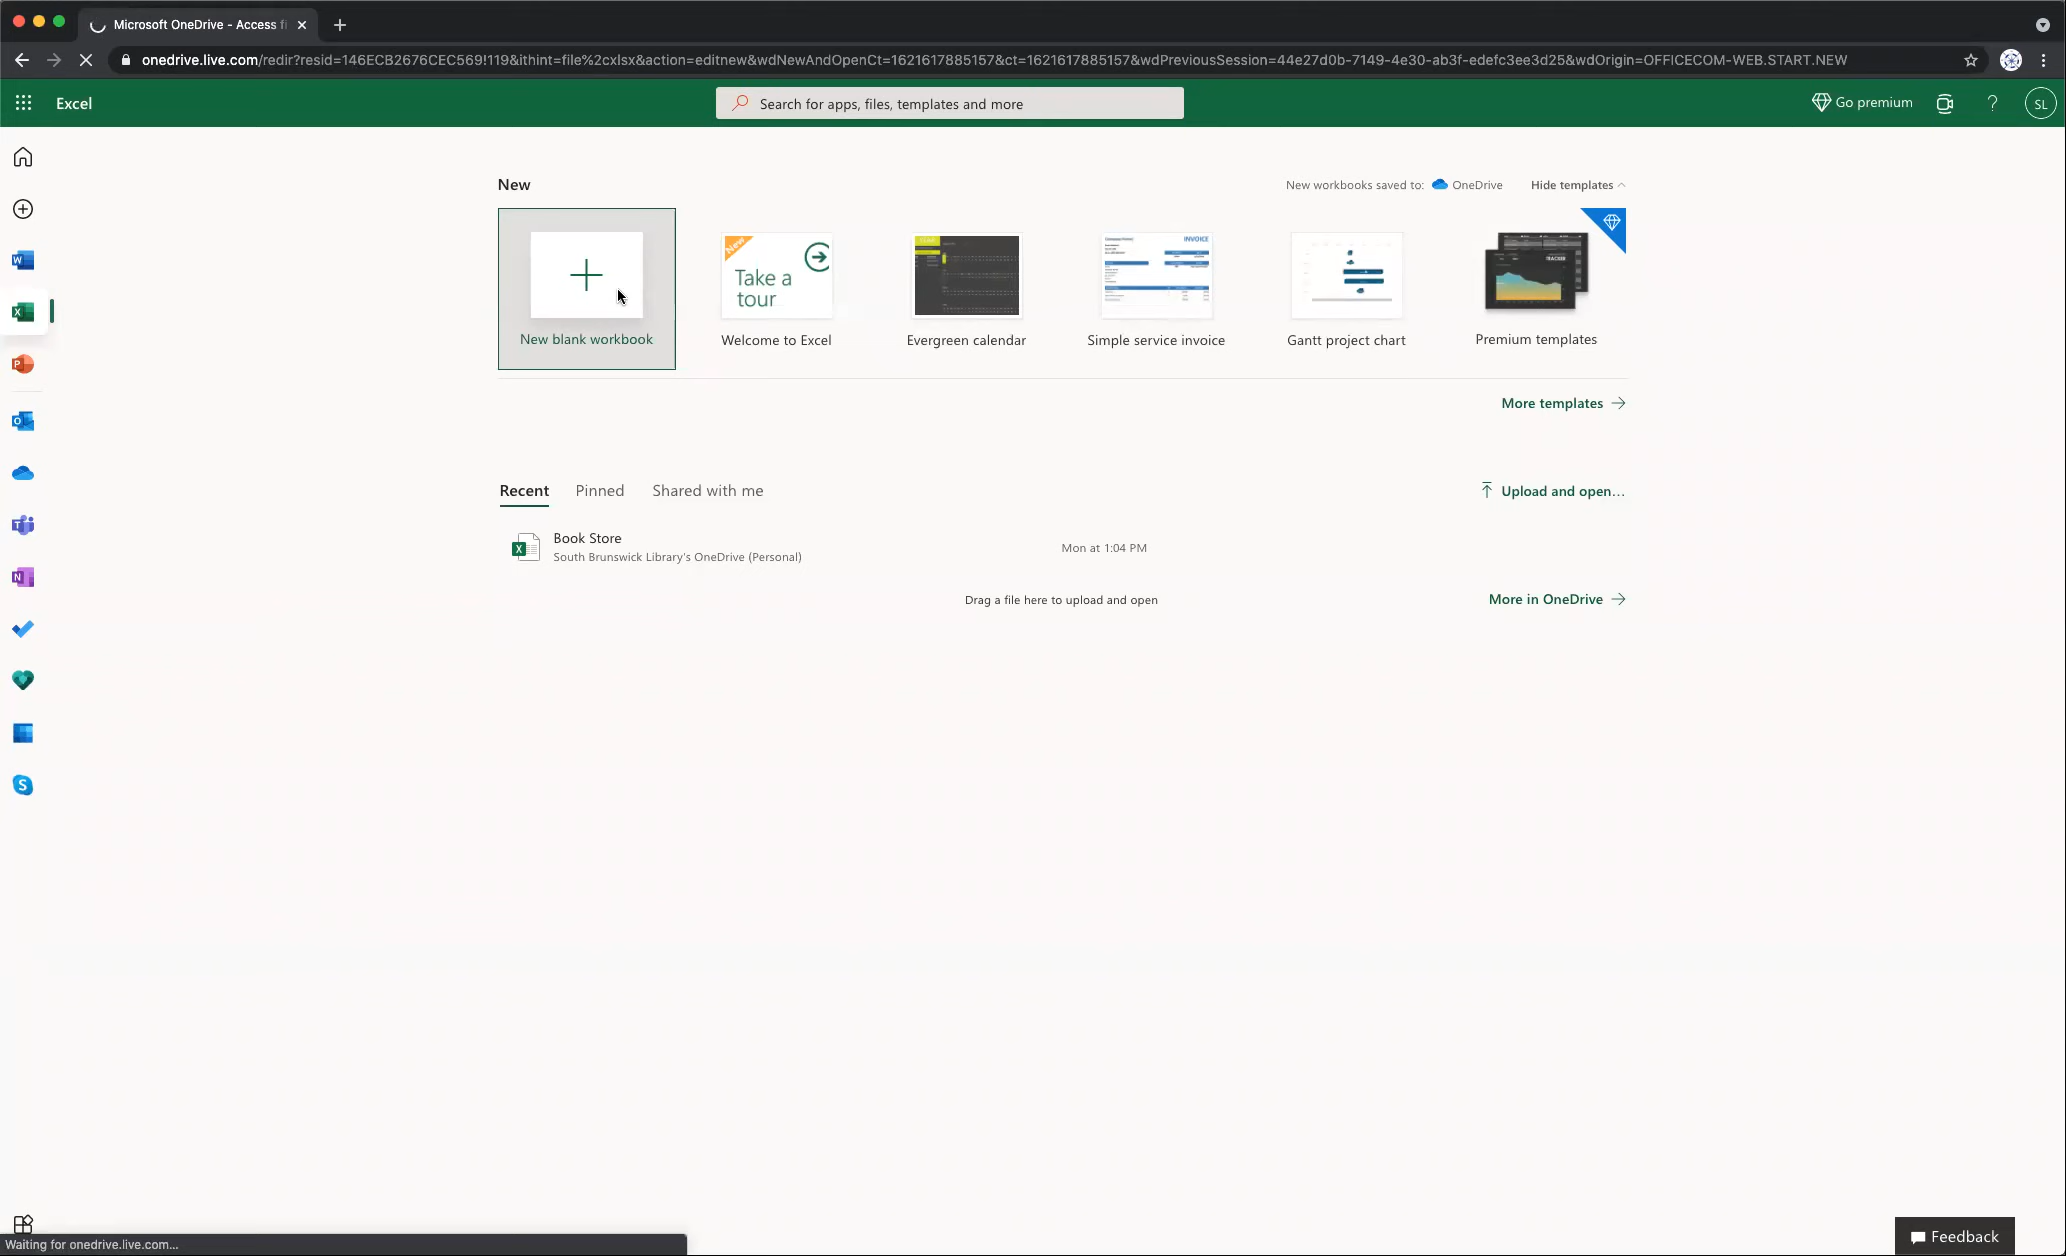 Microsoft OneDrive - Access fi
onedrive.live.com/redir?resid=146ECB2676CEC569!119&ithint=file%2cxlsx&action=editnew&wdNewAndOpenCt=1621617885157&ct=1621617885157&wdPreviousSession=44e27d0b-7149-4e30-ab3f-edefc3ee3d25&wdOrigin=OFFICECOM-WEB.START.NEW
Excel
Search for apps, files, templates and more
Go premium
?
SL
New
New workbooks saved to: OneDrive
Hide templates
New
Take a
tour
INVOICE
TRACKER
New blank workbook
Welcome to Excel
Evergreen calendar
Simple service invoice
Gantt project chart
Premium templates
More templates
Recent
Pinned
Shared with me
Upload and open...
Book Store
South Brunswick Library's OneDrive (Personal)
Mon at 1:04 PM
Drag a file here to upload and open
More in OneDrive
Waiting for onedrive.live.com...
Feedback